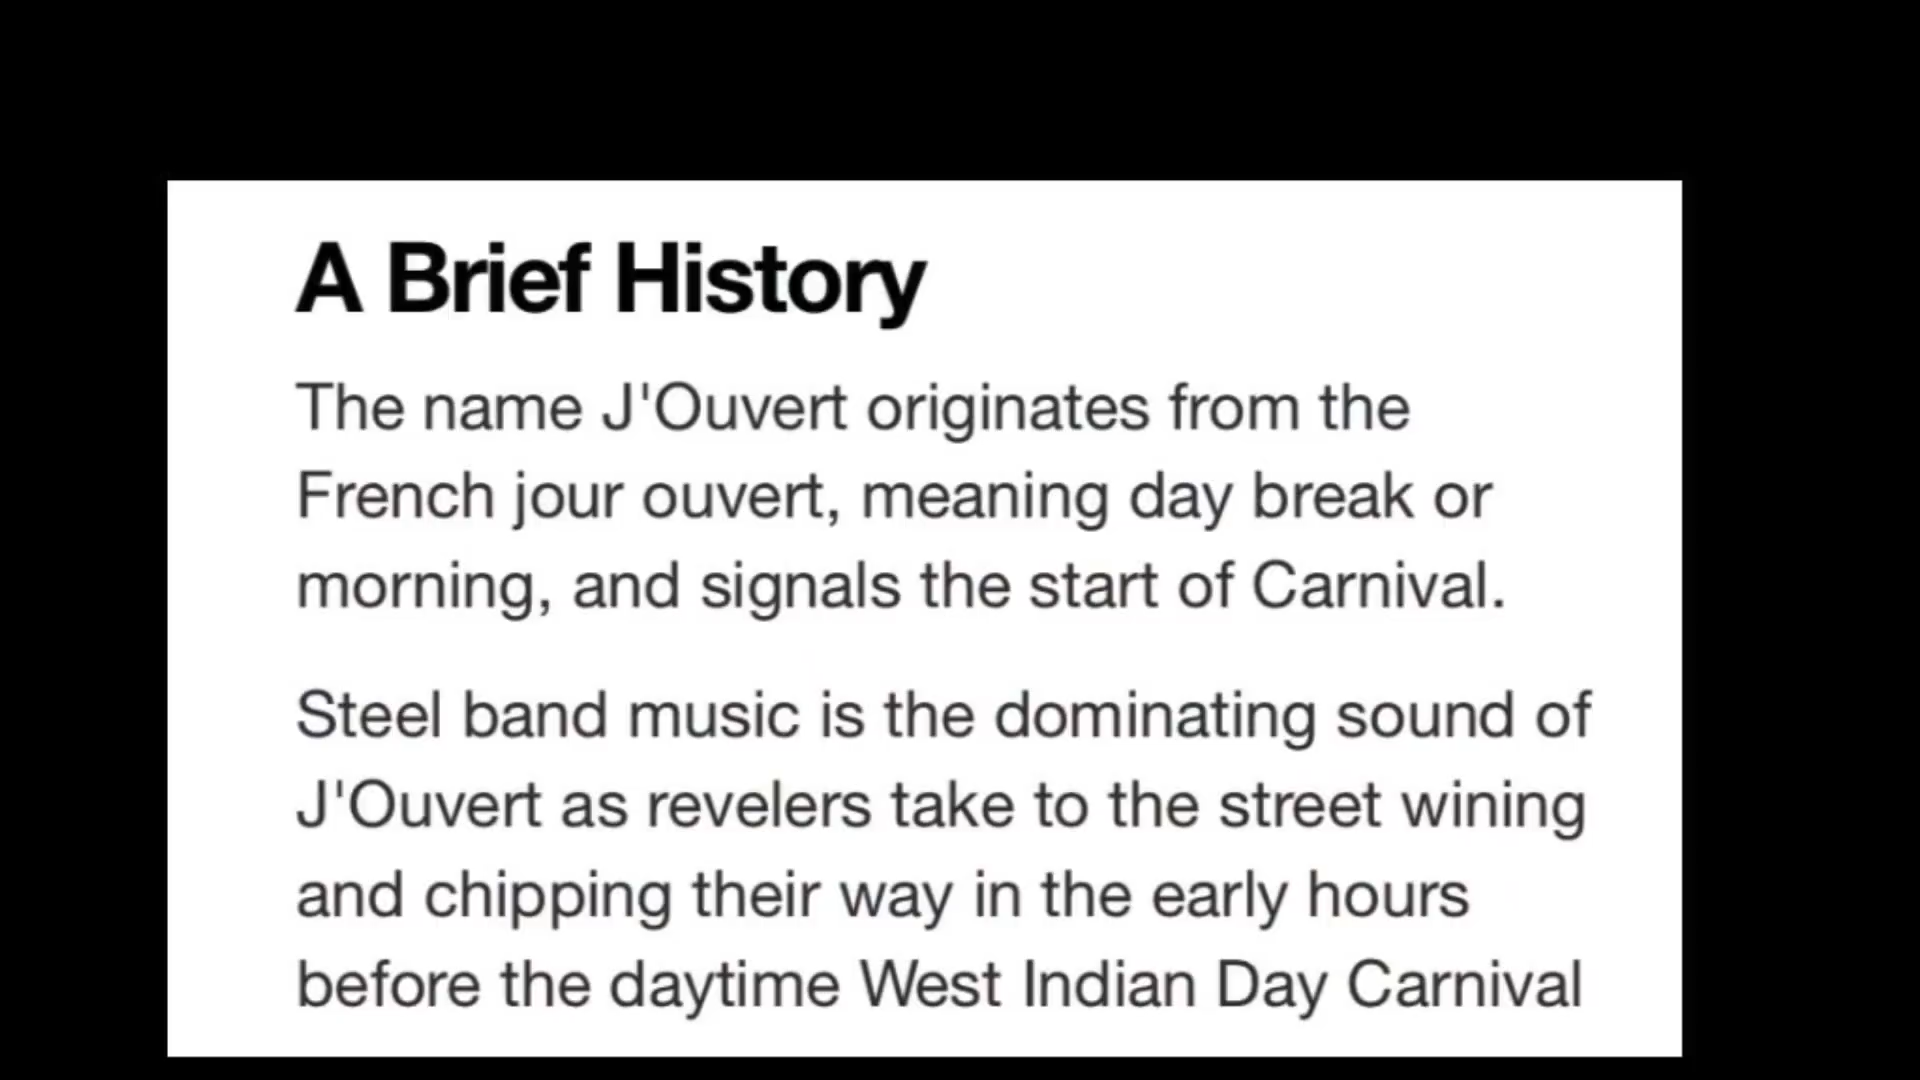 A Brief History
The name J'Ouvert originates from the
French jour ouvert, meaning day break or
morning, and signals the start of Carnival.
Steel band music is the dominating sound of
J'Ouvert as revelers take to the street wining
and chipping their way in the early hours
before the daytime West Indian Day Carnival